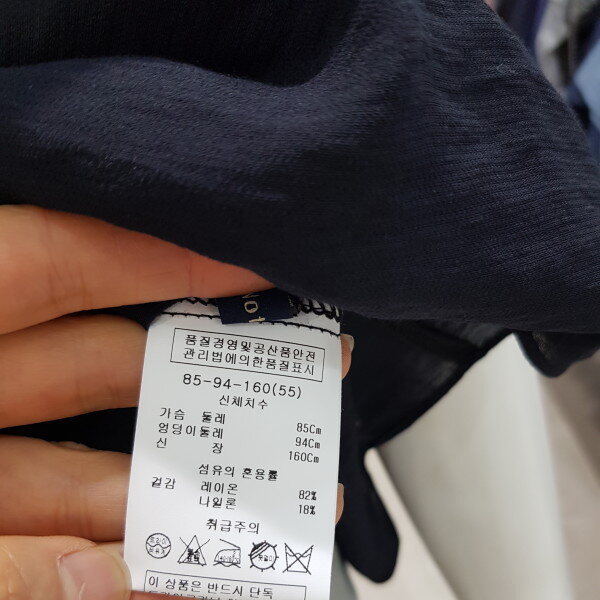 품질경영및공산품안전
관리법에의한품질표시
85-94-160(55)
신체치수
가슴 둘레 85Cm
엉덩이둘레 94Cm
신 장 160Cm
섬유의 혼용률
겉감 레이온 82%
나일론 18%
취급주의
이 상품은 반드시 단독